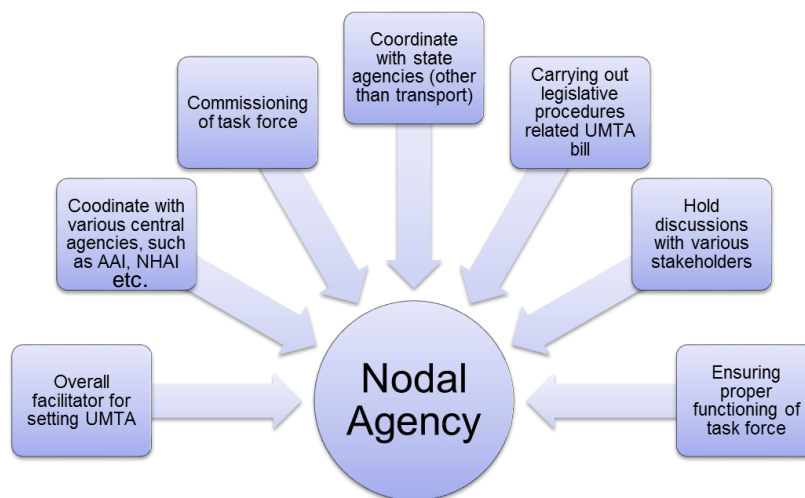 Coordinate
with state
agencies (other
than transport)
Commissioning
of task force
Carrying out
legislative
procedures
related UMTA
bill
Coodinate with
various central
agencies, such
as AAI, NHAI
etc.
Hold
discussions
with various
stakeholders
Overall
facilitator for
setting UMTA
Nodal
Agency
Ensuring
proper
functioning of
task force